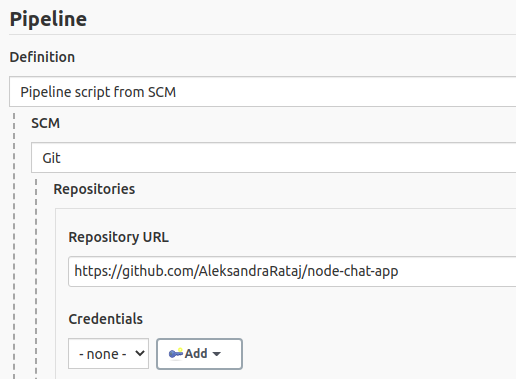 Pipeline
Definition
Pipeline script from SCM
SCM
Git
Repositories
Repository URL
https://github.com/AleksandraRataj/node-chat-app
Credentials
- none - Add